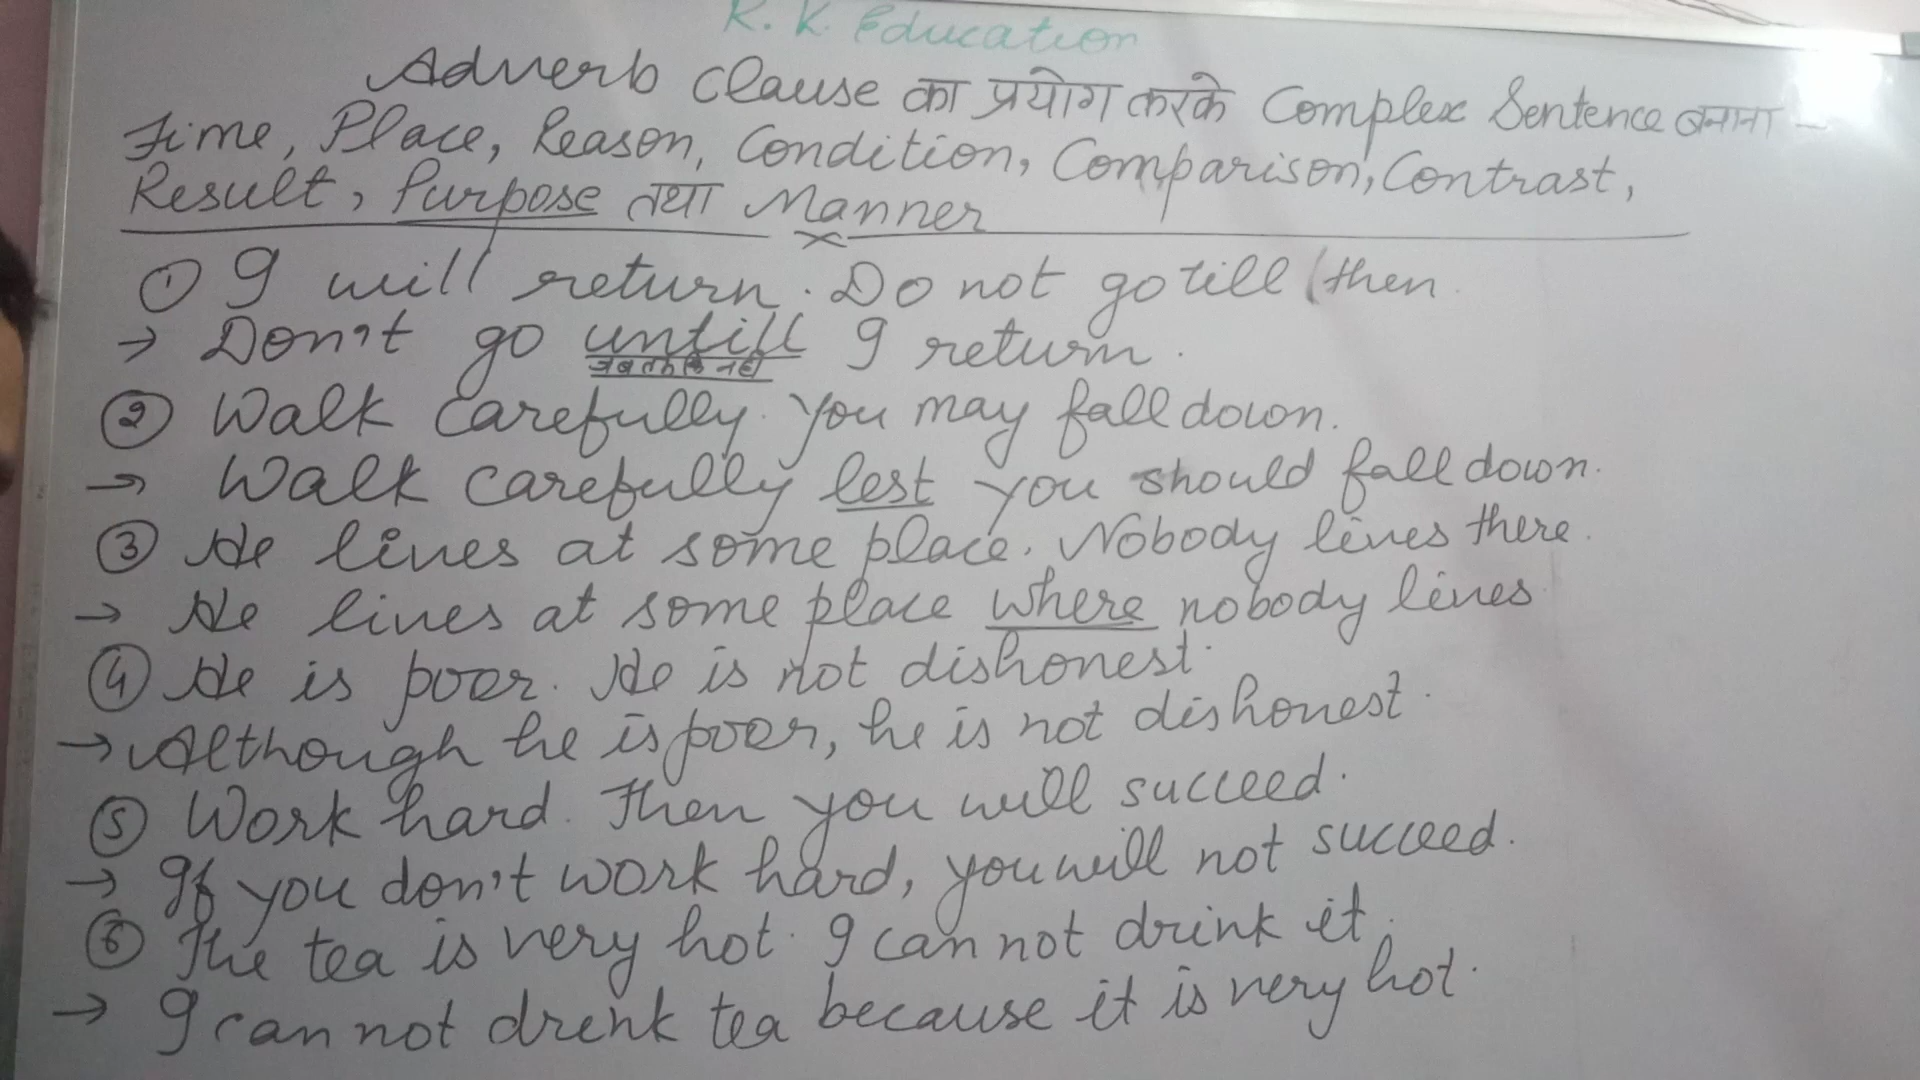 R. K. Education
Adverb clause का प्रयोग करके Complex Sentence बनाना –
Time, Place, Reason, Condition, Comparison, Contrast,
Result, Purpose तथा Manner
① I will return. Do not go till then.
→ Don't go untill I return.
जब तक कि नहीं
② Walk carefully. You may fall down.
→ Walk carefully lest you should fall down.
③ He lives at some place. Nobody lives there.
→ He lives at some place where nobody lives
④ He is poor. He is not dishonest.
→ Although he is poor, he is not dishonest.
⑤ Work hard. Then you will succeed.
→ If you don't work hard, you will not succeed.
⑥ The tea is very hot. I can not drink it.
→ I can not drink tea because it is very hot.